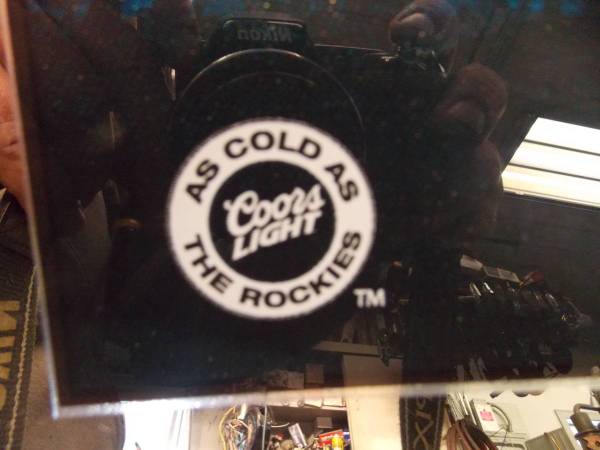 Nikon
AS COLD AS
Coors
LIGHT
THE ROCKIES
TM